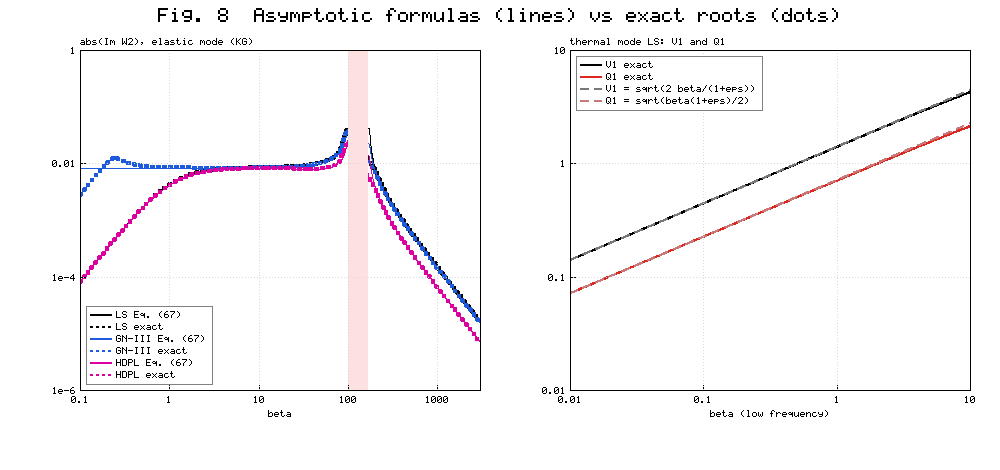 Fig. 8 Asymptotic formulas (lines) vs exact roots (dots)
abs(Im W2), elastic mode (KG)
1
0.01
1e-4
1e-6
LS Eq. (67)
LS exact
GN-III Eq. (67)
GN-III exact
HDPL Eq. (67)
HDPL exact
0.1
1
10
100
1000
beta
thermal mode LS: V1 and Q1
10
1
0.1
0.01
V1 exact
Q1 exact
V1 = sqrt(2 beta/(1+eps))
Q1 = sqrt(beta(1+eps)/2)
0.01
0.1
1
10
beta (low frequency)